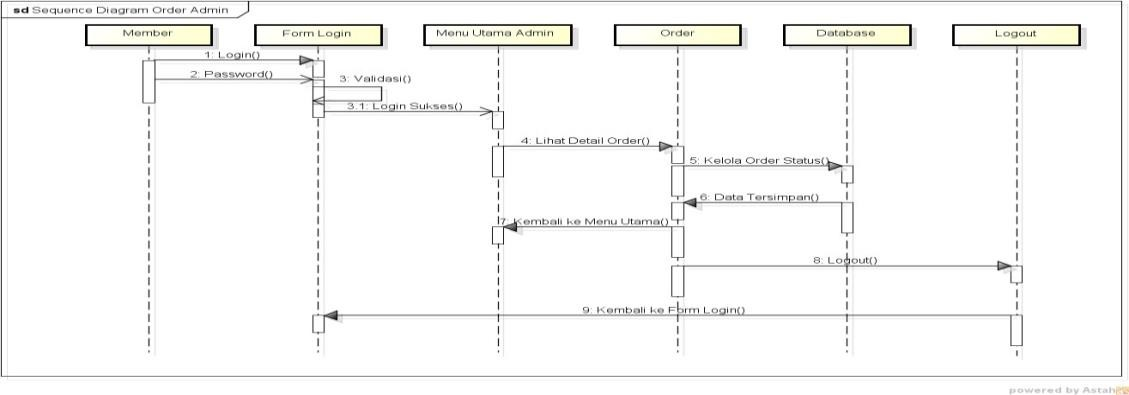 sd Sequence Diagram Order Admin
Member
Form Login
Menu Utama Admin
Order
Database
Logout
1: Login()
2: Password()
3: Validasi()
3.1: Login Sukses()
4: Lihat Detail Order()
5: Kelola Order Status()
6: Data Tersimpan()
7: Kembali ke Menu Utama()
8: Logout()
9: Kembali ke Form Login()
powered by Astah